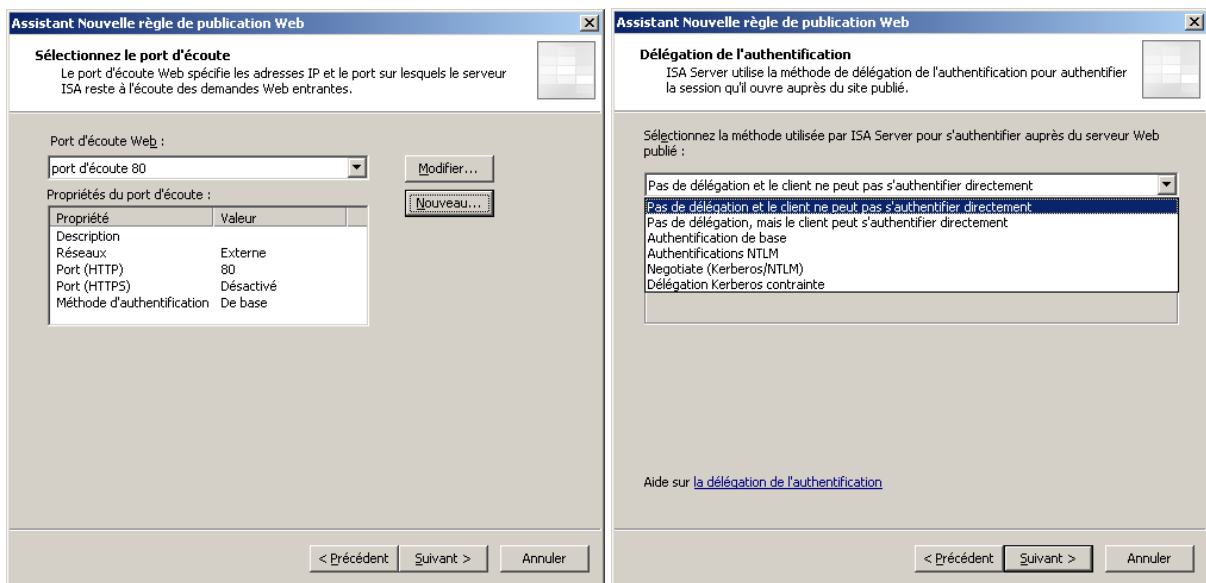 Assistant Nouvelle règle de publication Web
Sélectionnez le port d'écoute
Le port d'écoute Web spécifie les adresses IP et le port sur lesquels le serveur
ISA reste à l'écoute des demandes Web entrantes.
Port d'écoute Web :
port d'écoute 80
Modifier...
Propriétés du port d'écoute :
Nouveau...
Propriété Valeur
Description
Réseaux Externe
Port (HTTP) 80
Port (HTTPS) Désactivé
Méthode d'authentification De base
< Précédent Suivant > Annuler
Assistant Nouvelle règle de publication Web
Délégation de l'authentification
ISA Server utilise la méthode de délégation de l'authentification pour authentifier
la session qu'il ouvre auprès du site publié.
Sélectionnez la méthode utilisée par ISA Server pour s'authentifier auprès du serveur Web
publié :
Pas de délégation et le client ne peut pas s'authentifier directement
Pas de délégation et le client ne peut pas s'authentifier directement
Pas de délégation, mais le client peut s'authentifier directement
Authentification de base
Authentifications NTLM
Negotiate (Kerberos/NTLM)
Délégation Kerberos contrainte
Aide sur la délégation de l'authentification
< Précédent Suivant > Annuler